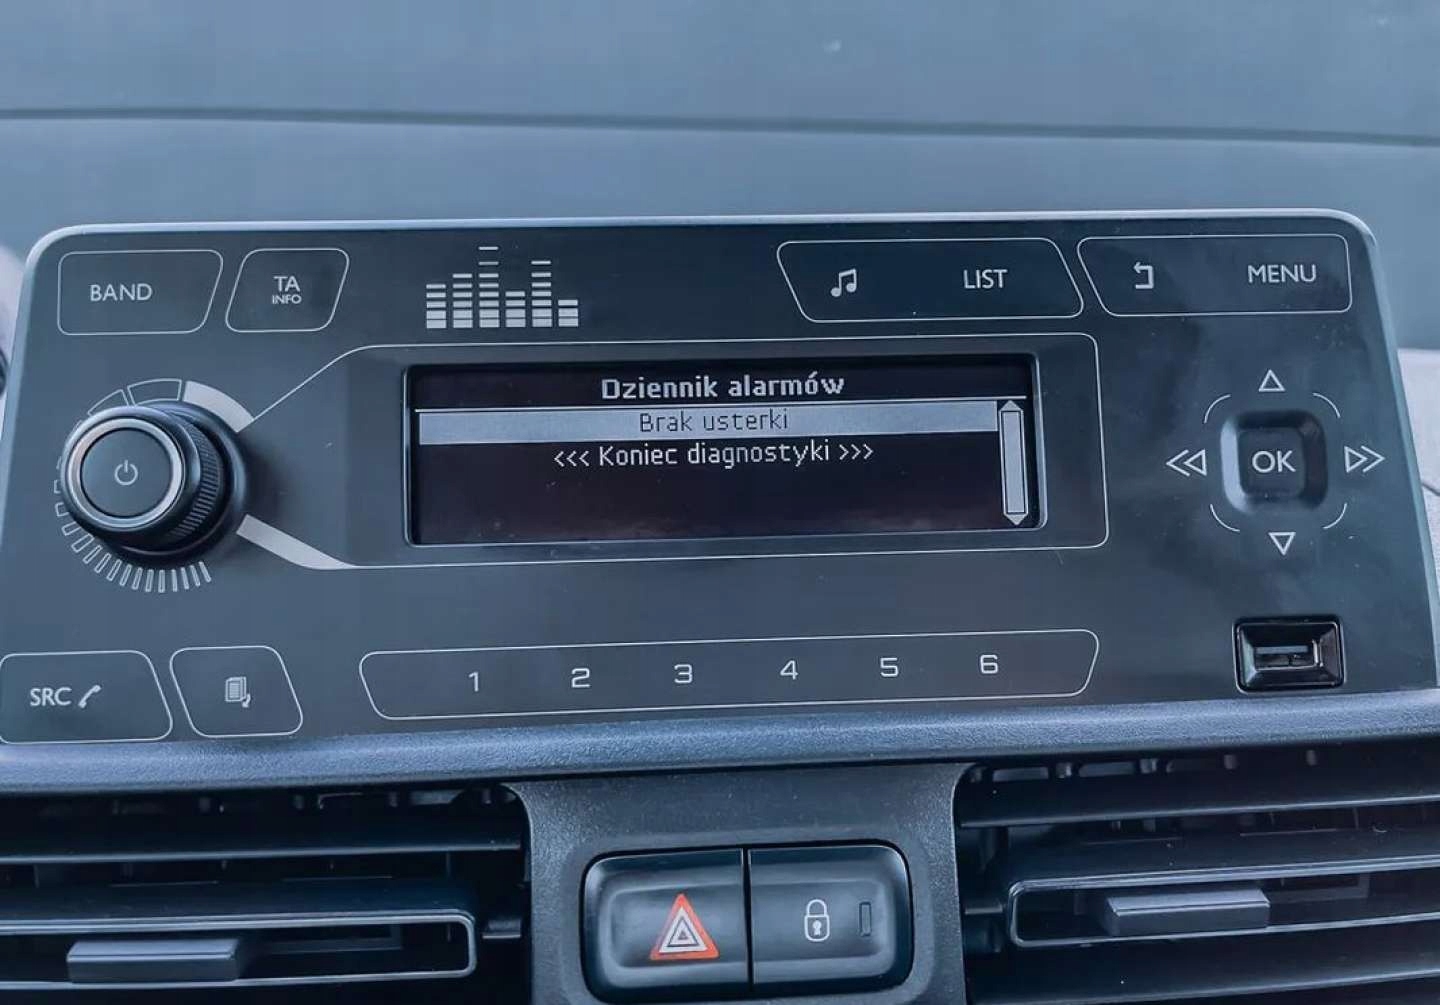 BAND
TA
INFO
LIST
MENU
Dziennik alarmów
Brak usterki
<<< Koniec diagnostyki >>>
OK
SRC
1 2 3 4 5 6